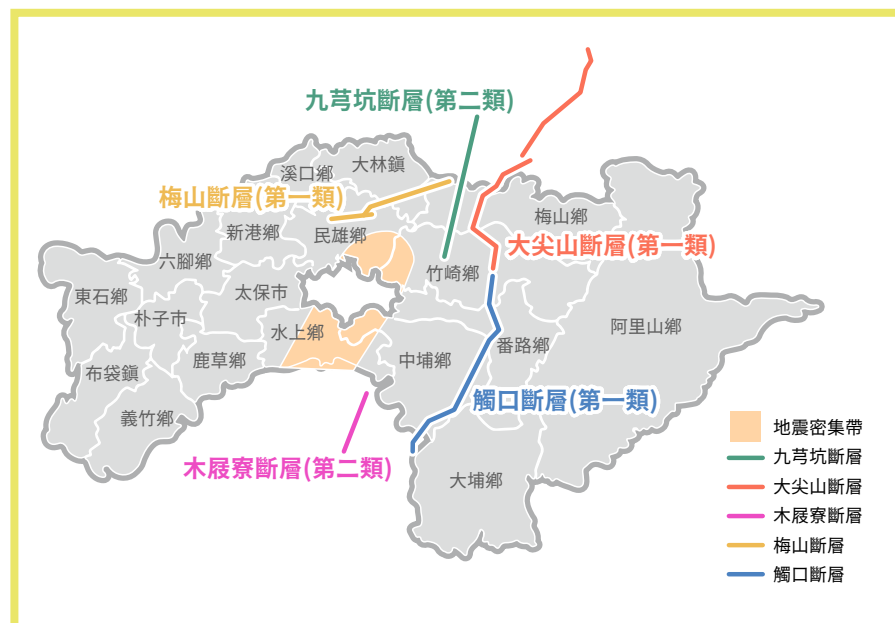 九芎坑斷層(第二類)
大林鎮
溪口鄉
梅山斷層(第一類)
梅山鄉
新港鄉
民雄鄉
大尖山斷層(第一類)
六腳鄉
竹崎鄉
東石鄉
太保市
朴子市
水上鄉
阿里山鄉
番路鄉
鹿草鄉
中埔鄉
布袋鎮
義竹鄉
觸口斷層(第一類)
木屐寮斷層(第二類)
大埔鄉
地震密集帶
九芎坑斷層
大尖山斷層
木屐寮斷層
梅山斷層
觸口斷層